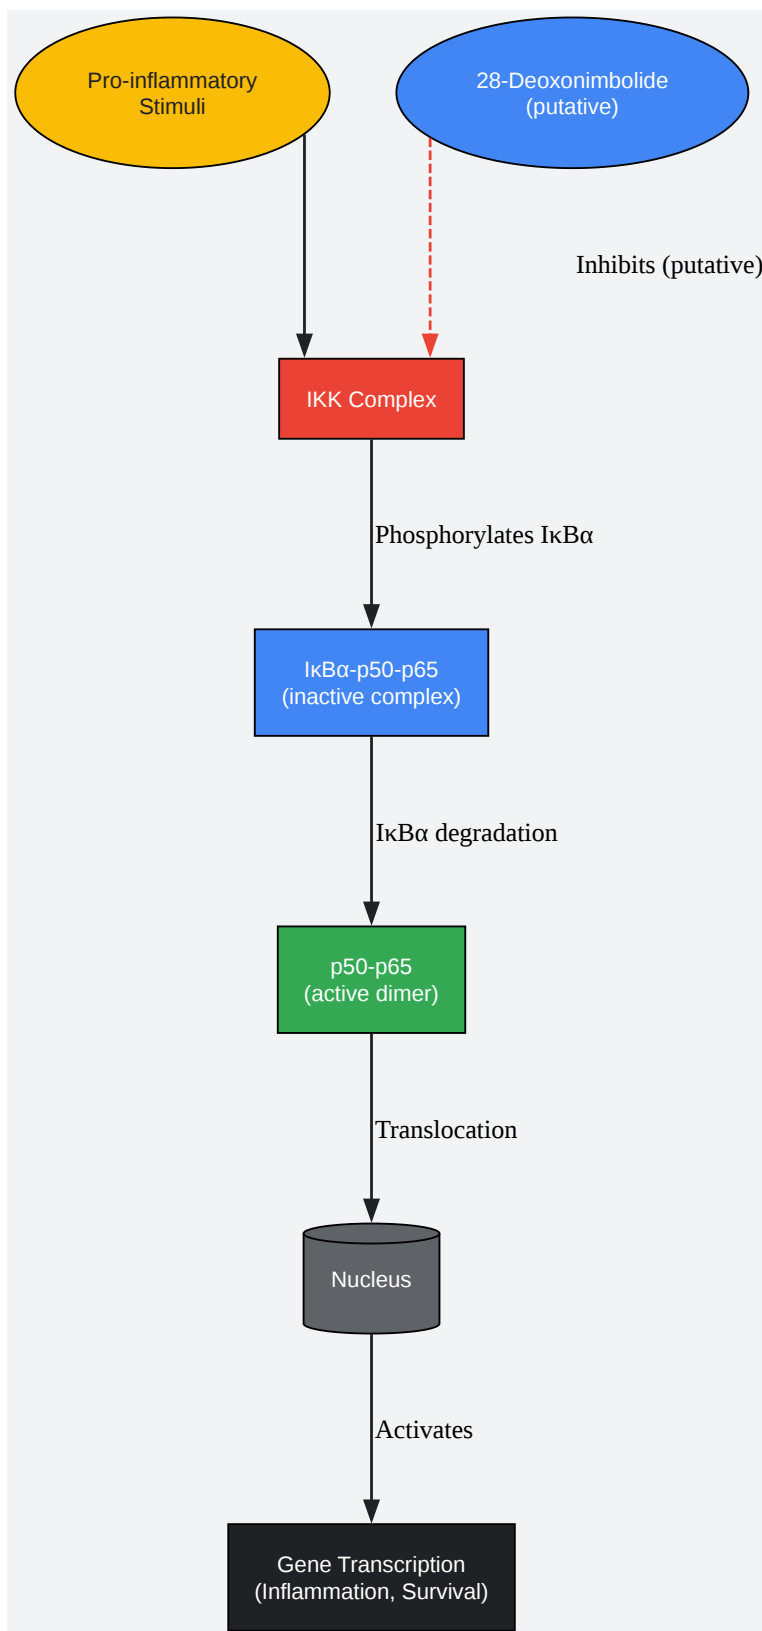 Pro-inflammatory
Stimuli
28-Deoxonimbolide
(putative)
Inhibits (putative)
IKK Complex
Phosphorylates IκBα
IκBα-p50-p65
(inactive complex)
IκBα degradation
p50-p65
(active dimer)
Translocation
Nucleus
Activates
Gene Transcription
(Inflammation, Survival)